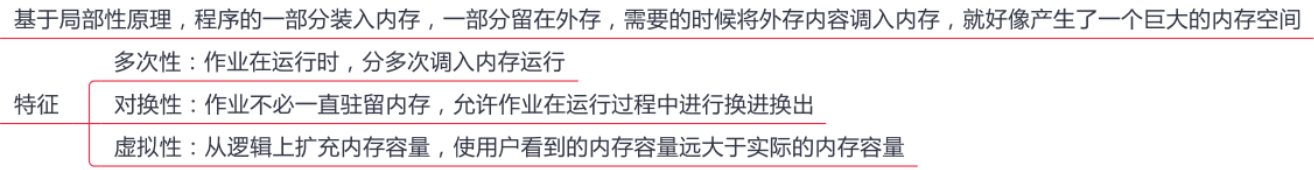 基于局部性原理，程序的一部分装入内存，一部分留在外存，需要的时候将外存内容调入内存，就好像产生了一个巨大的内存空间
多次性：作业在运行时，分多次调入内存运行
特征
对换性：作业不必一直驻留内存，允许作业在运行过程中进行换进换出
虚拟性：从逻辑上扩充内存容量，使用户看到的内存容量远大于实际的内存容量